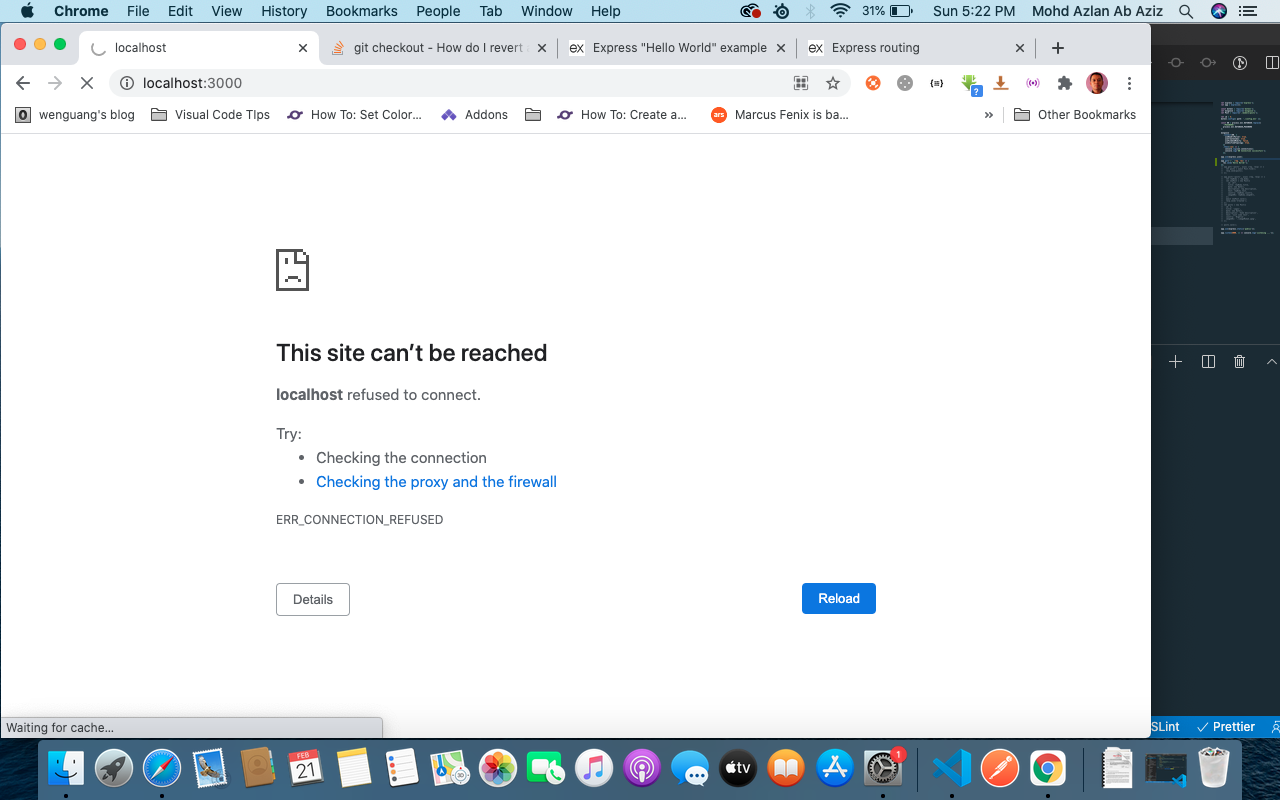 Chrome File Edit View History Bookmarks People Tab Window Help 31% Sun 5:22 PM Mohd Azlan Ab Aziz
localhost git checkout - How do I revert Express "Hello World" example Express routing
localhost:3000
wenguang's blog Visual Code TIps How To: Set Color... Addons How To: Create a... Marcus Fenix is ba... » Other Bookmarks
This site can't be reached
localhost refused to connect.
Try:
• Checking the connection
• Checking the proxy and the firewall
ERR_CONNECTION_REFUSED
Details Reload
Waiting for cache...
SLint Prettier
FEB
21
tv
1